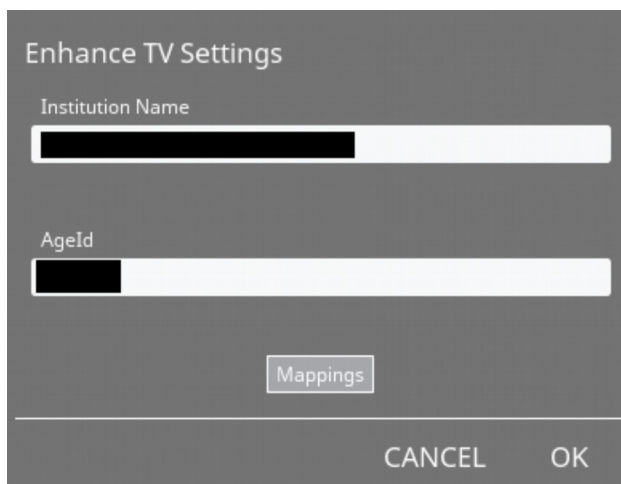 Enhance TV Settings
Institution Name
AgeId
Mappings
CANCEL OK